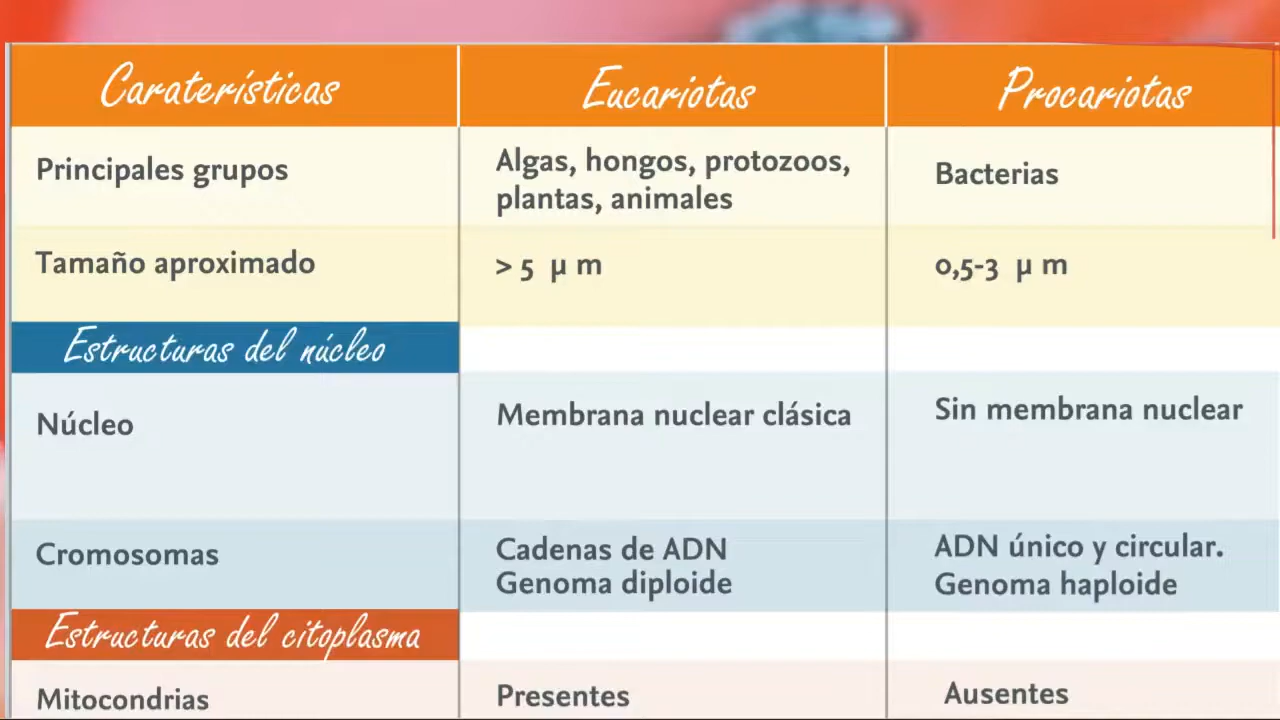 Caraterísticas Eucariotas Procariotas
Principales grupos
Algas, hongos, protozoos,
plantas, animales
Bacterias
Tamaño aproximado > 5 µ m 0,5-3 µ m
Estructuras del núcleo
Núcleo Membrana nuclear clásica Sin membrana nuclear
Cromosomas
Cadenas de ADN
Genoma diploide
ADN único y circular.
Genoma haploide
Estructuras del citoplasma
Mitocondrias Presentes Ausentes